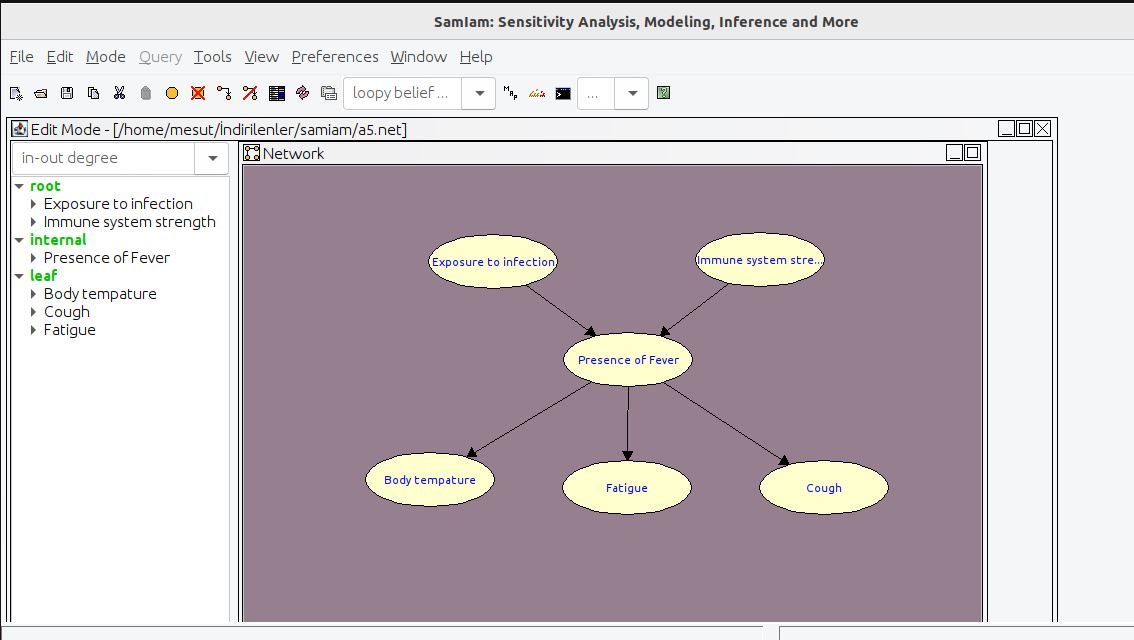 SamIam: Sensitivity Analysis, Modeling, Inference and More
File Edit Mode Query Tools View Preferences Window Help
loopy belief ... ...
Edit Mode - [/home/mesut/İndirilenler/samiam/a5.net]
in-out degree
Network
root
Exposure to infection
Immune system strength
internal
Presence of Fever
leaf
Body tempature
Cough
Fatigue
Exposure to infection
Immune system stre...
Presence of Fever
Body tempature
Fatigue
Cough